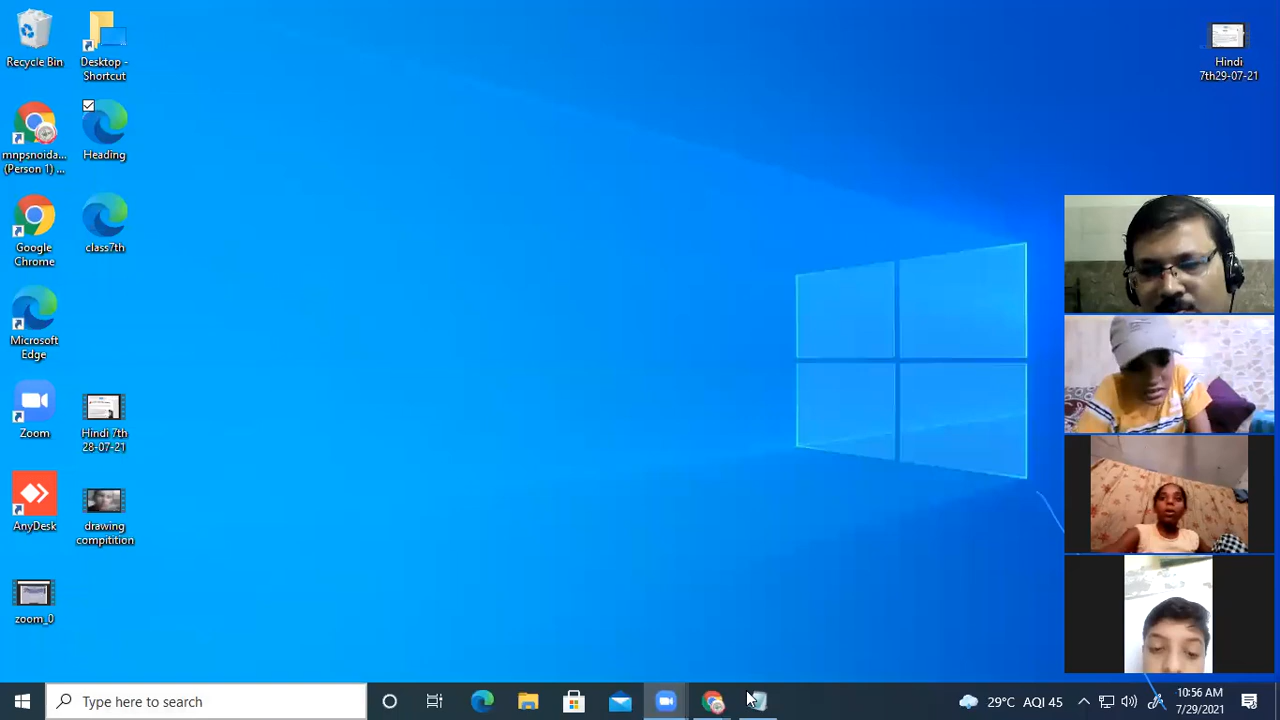 Recycle Bin
Desktop -
Shortcut
Hindi
7th29-07-21
mnpsnoida...
(Person 1) ...
Heading
Google
Chrome
class7th
Microsoft
Edge
Zoom
Hindi 7th
28-07-21
AnyDesk
drawing
compitition
zoom_0
Type here to search
29°C AQI 45
10:56 AM
7/29/2021